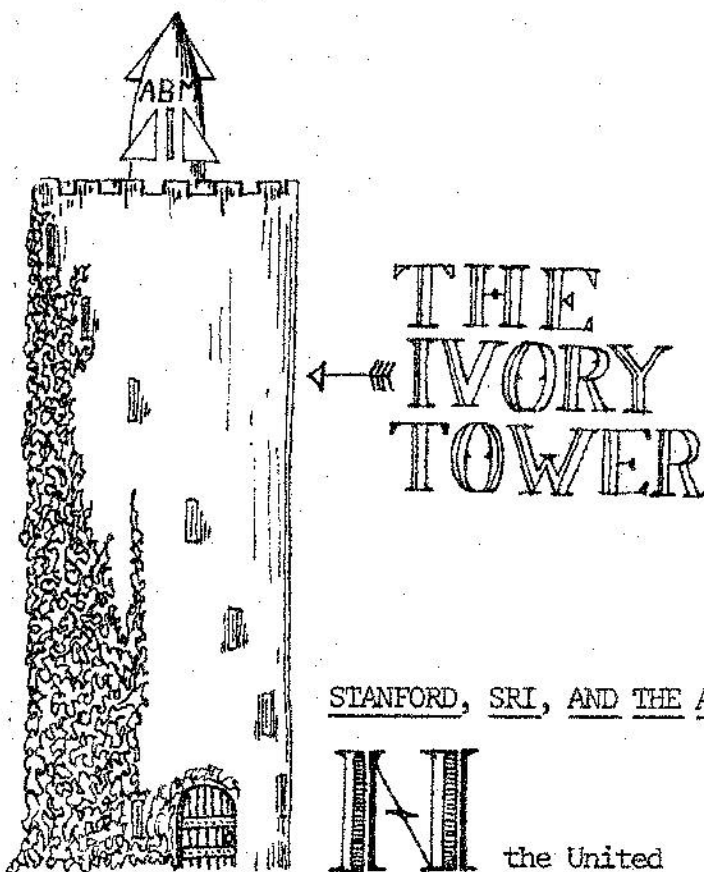 ABM
THE
IVORY
TOWER
STANFORD, SRI, AND THE
N the United